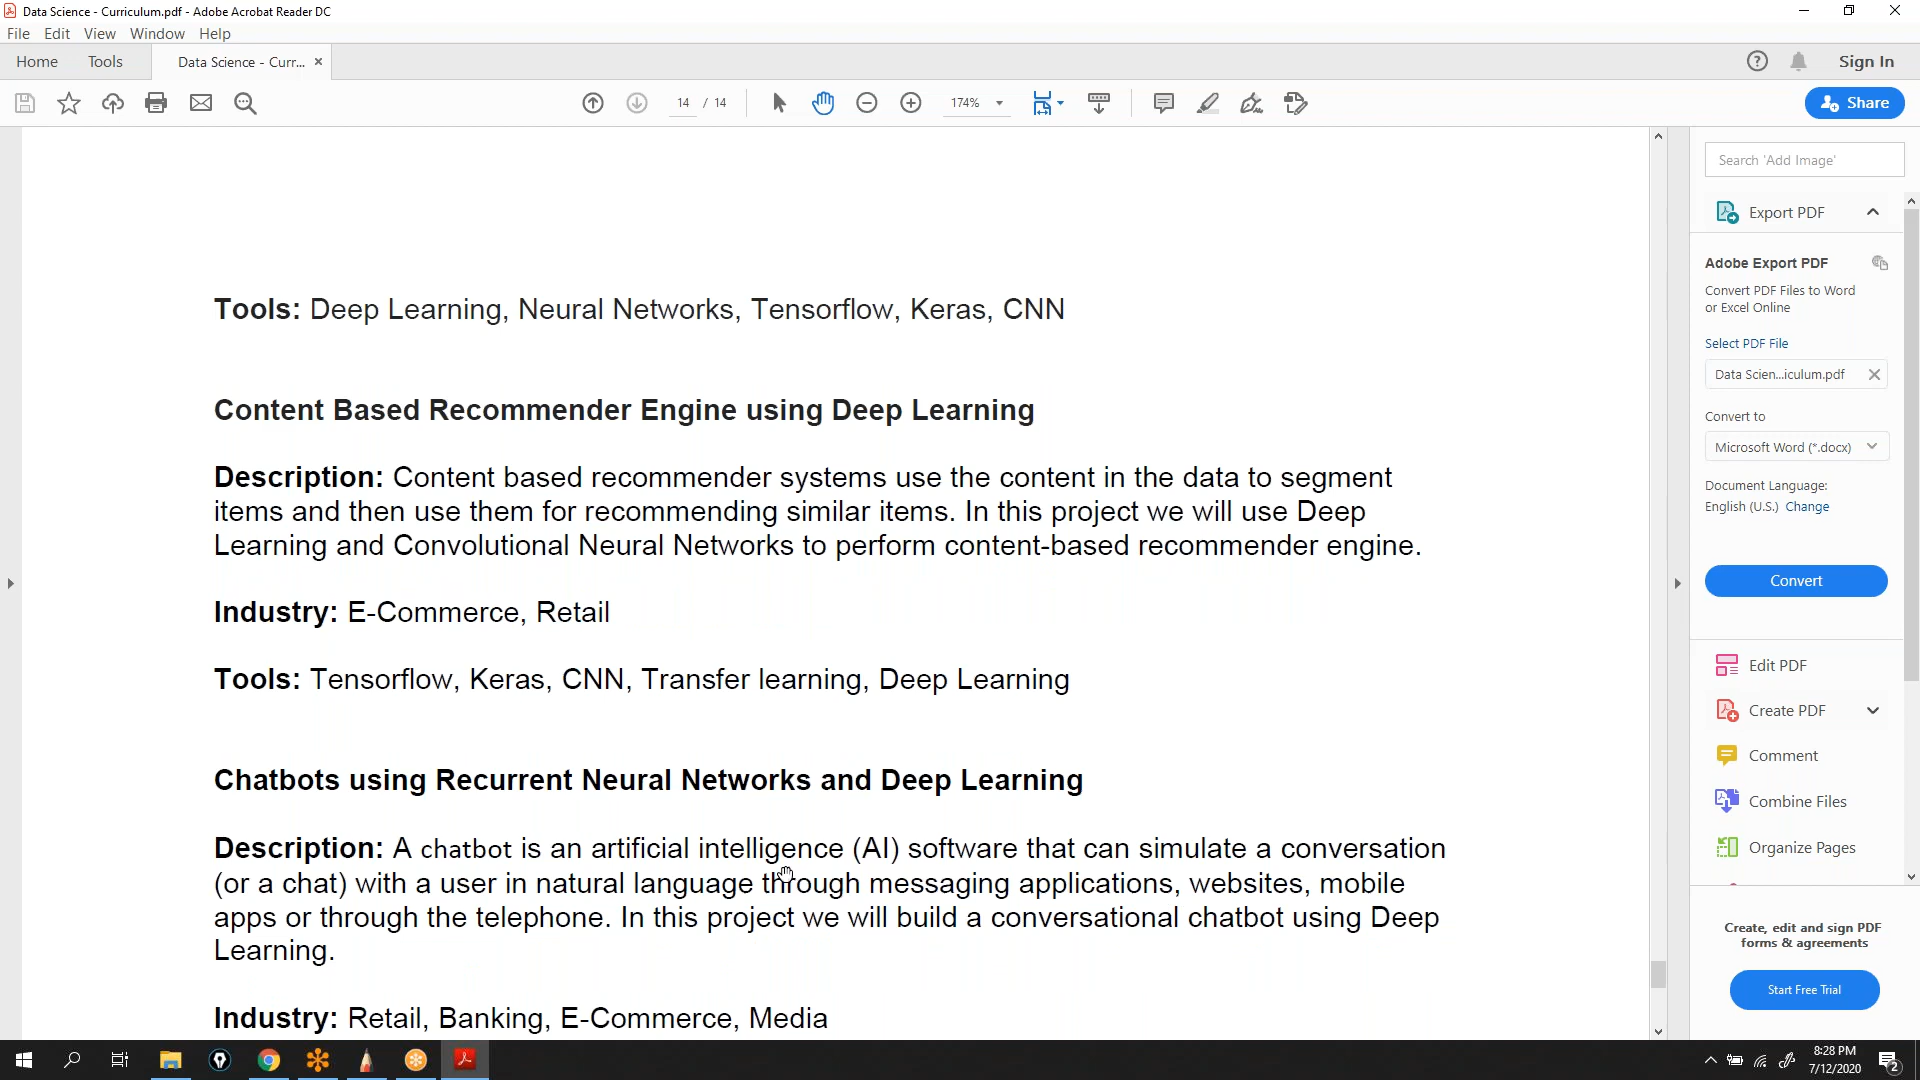 Data Science - Curriculum.pdf - Adobe Acrobat Reader DC
File Edit View Window Help
Home Tools Data Science - Curr... ×
Sign In
14 / 14
174%
Share
Search 'Add Image'
Export PDF
Adobe Export PDF
Convert PDF Files to Word
or Excel Online
Select PDF File
Data Scien...iculum.pdf
Convert to
Microsoft Word (*.docx)
Document Language:
English (U.S.) Change
Convert
Edit PDF
Create PDF
Comment
Combine Files
Organize Pages
Create, edit and sign PDF
forms & agreements
Start Free Trial
Tools: Deep Learning, Neural Networks, Tensorflow, Keras, CNN
Content Based Recommender Engine using Deep Learning
Description: Content based recommender systems use the content in the data to segment
items and then use them for recommending similar items. In this project we will use Deep
Learning and Convolutional Neural Networks to perform content-based recommender engine.
Industry: E-Commerce, Retail
Tools: Tensorflow, Keras, CNN, Transfer learning, Deep Learning
Chatbots using Recurrent Neural Networks and Deep Learning
Description: A chatbot is an artificial intelligence (AI) software that can simulate a conversation
(or a chat) with a user in natural language through messaging applications, websites, mobile
apps or through the telephone. In this project we will build a conversational chatbot using Deep
Learning.
Industry: Retail, Banking, E-Commerce, Media
8:28 PM
7/12/2020
2